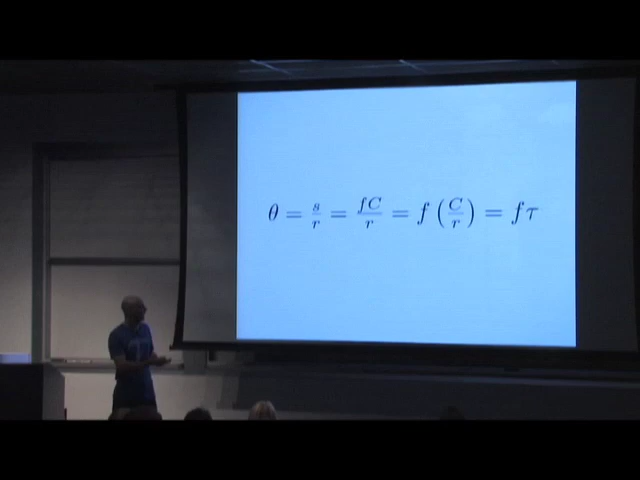 θ = s/r = fC/r = f (C/r) = fτ